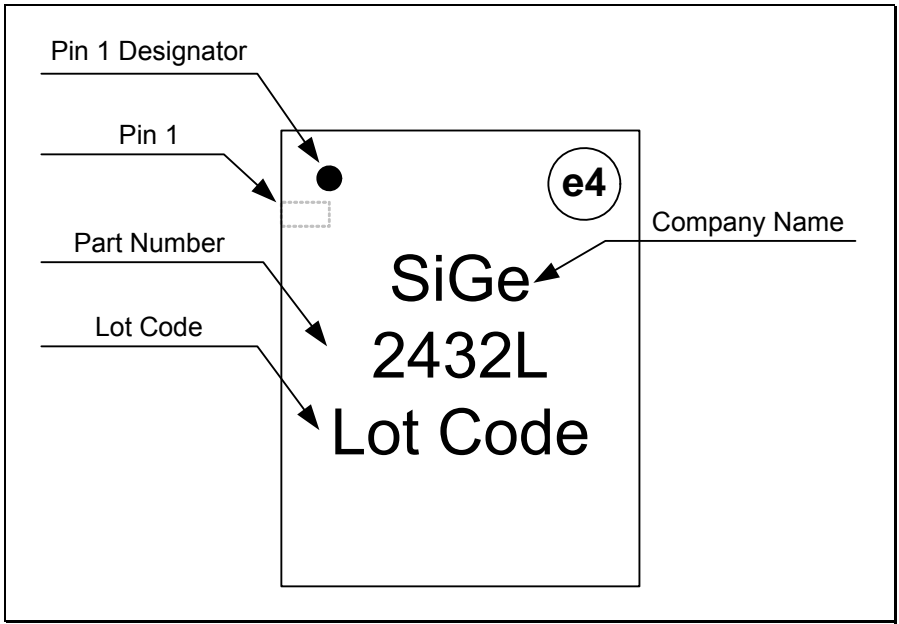 Pin 1 Designator
Pin 1
e4
Part Number
Company Name
SiGe
Lot Code
2432L
Lot Code